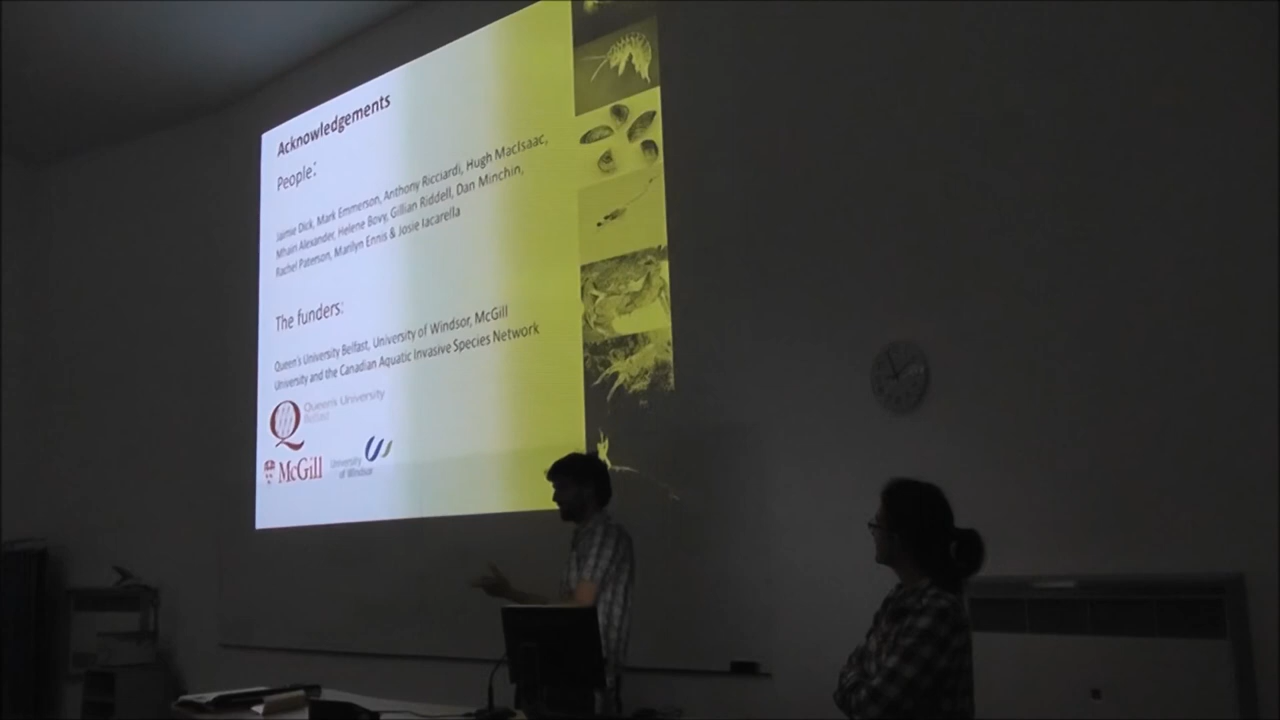 Acknowledgements
People:
Jaimie Dick, Mark Emmerson, Anthony Ricciardi, Hugh MacIsaac,
Mhairi Alexander, Helene Bovy, Gillian Riddell, Dan Minchin,
Rachel Paterson, Marilyn Ennis & Josie Iacarella
The funders:
Queen's University Belfast, University of Windsor, McGill
University and the Canadian Aquatic Invasive Species Network
Queen's University
Belfast
McGill
University
of Windsor